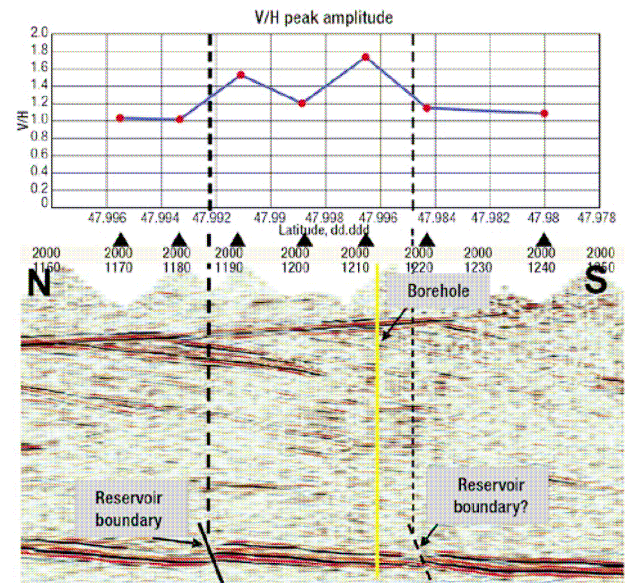 V/H peak amplitude
2.0
1.8
1.6
1.4
1.2
1.0
0.8
0.6
0.4
0.2
0
V/H
47.996 47.994 47.992 47.99 47.998 47.996 47.984 47.982 47.98 47.978
Latitude, dd.ddd
2000 2000 2000 2000 2000 2000 2000 2000 2000 2000
1160 1170 1180 1190 1200 1210 1220 1230 1240 1250
N
S
Borehole
Reservoir
boundary
Reservoir
boundary?